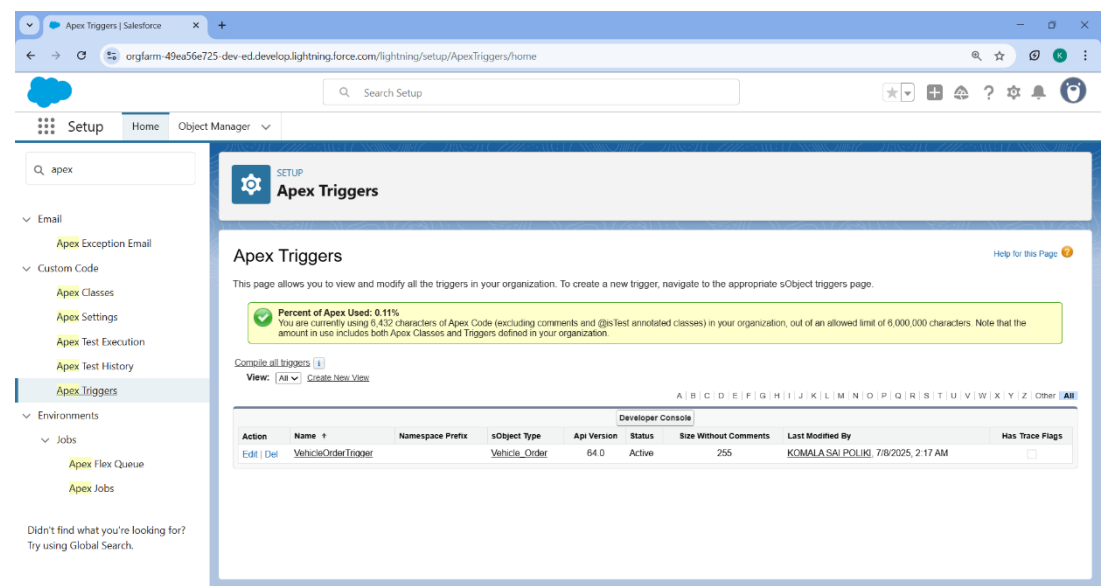 Apex Triggers | Salesforce
orgfarm-49ea56e725-dev-ed.develop.lightning.force.com/lightning/setup/ApexTriggers/home
K
Search Setup
Setup
Home
Object Manager
apex
Email
Apex Exception Email
Custom Code
Apex Classes
Apex Settings
Apex Test Execution
Apex Test History
Apex Triggers
Environments
Jobs
Apex Flex Queue
Apex Jobs
Didn't find what you're looking for?
Try using Global Search.
SETUP
Apex Triggers
Apex Triggers
Help for this Page
This page allows you to view and modify all the triggers in your organization. To create a new trigger, navigate to the appropriate sObject triggers page.
Percent of Apex Used: 0.11%
You are currently using 6,432 characters of Apex Code (excluding comments and @isTest annotated classes) in your organization, out of an allowed limit of 6,000,000 characters. Note that the
amount in use includes both Apex Classes and Triggers defined in your organization.
Compile all triggers i
View: All Create New View
A | B | C | D | E | F | G | H | I | J | K | L | M | N | O | P | Q | R | S | T | U | V | W | X | Y | Z | Other | All
Developer Console
Action Name ↑ Namespace Prefix sObject Type Api Version Status Size Without Comments Last Modified By Has Trace Flags
Edit | Del VehicleOrderTrigger Vehicle_Order 64.0 Active 255 KOMALA SAI POLIKI, 7/8/2025, 2:17 AM